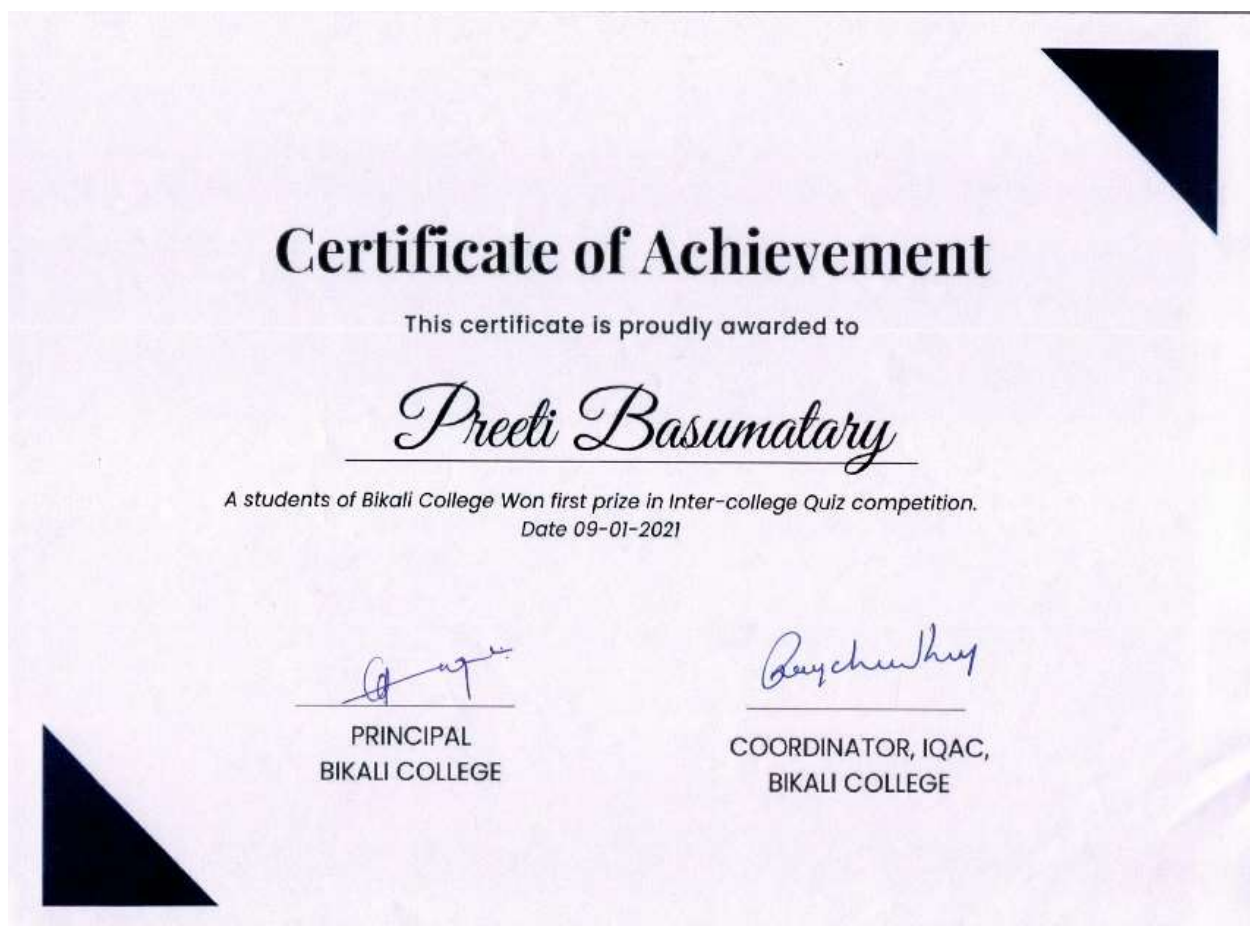 Certificate of Achievement
This certificate is proudly awarded to
Preeti Basumatary
A students of Bikali College Won first prize in Inter-college Quiz competition.
Date 09-01-2021
PRINCIPAL
BIKALI COLLEGE
COORDINATOR, IQAC,
BIKALI COLLEGE